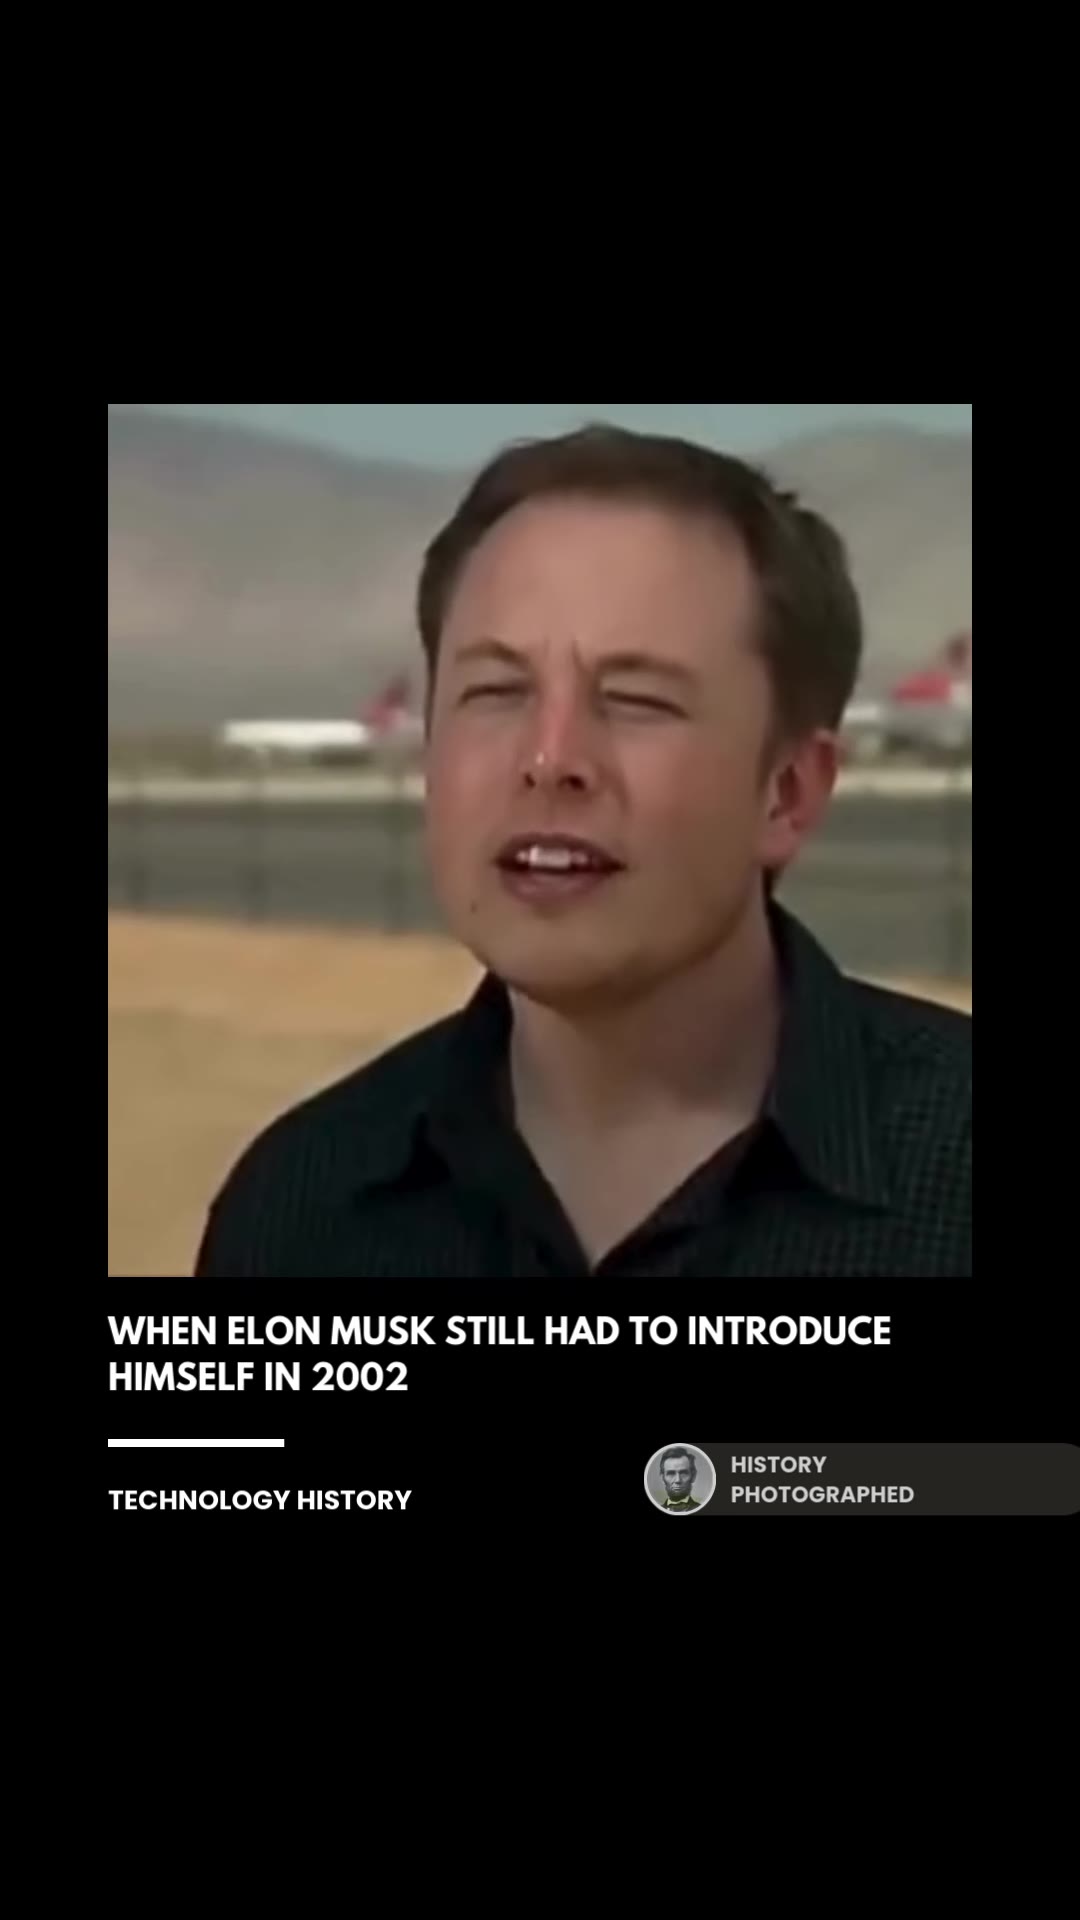 WHEN ELON MUSK STILL HAD TO INTRODUCE
HIMSELF IN 2002
TECHNOLOGY HISTORY
HISTORY
PHOTOGRAPHED